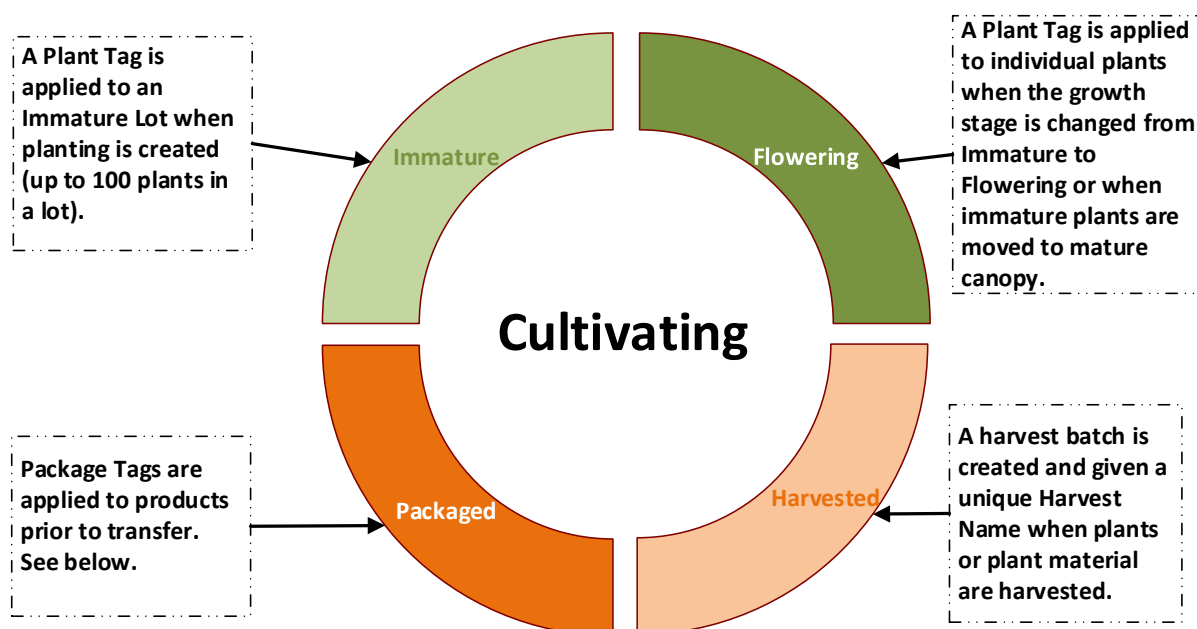 A Plant Tag is
applied to an
Immature Lot when
planting is created
(up to 100 plants in
a lot).
Immature
Flowering
A Plant Tag is applied
to individual plants
when the growth
stage is changed from
Immature to
Flowering or when
immature plants are
moved to mature
canopy.
Cultivating
Package Tags are
applied to products
prior to transfer.
See below.
Packaged
Harvested
A harvest batch is
created and given a
unique Harvest
Name when plants
or plant material
are harvested.